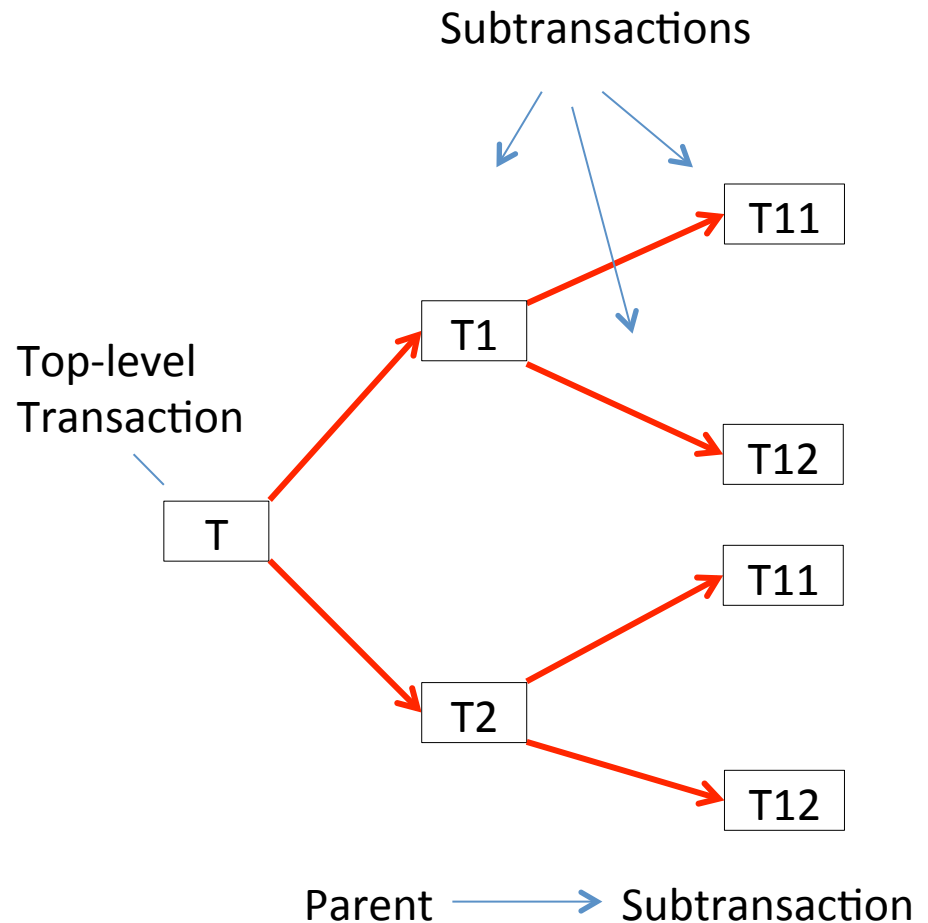 Subtransactions
T11
T1
Top-level
Transaction
T12
T
T11
T2
T12
Parent Subtransaction